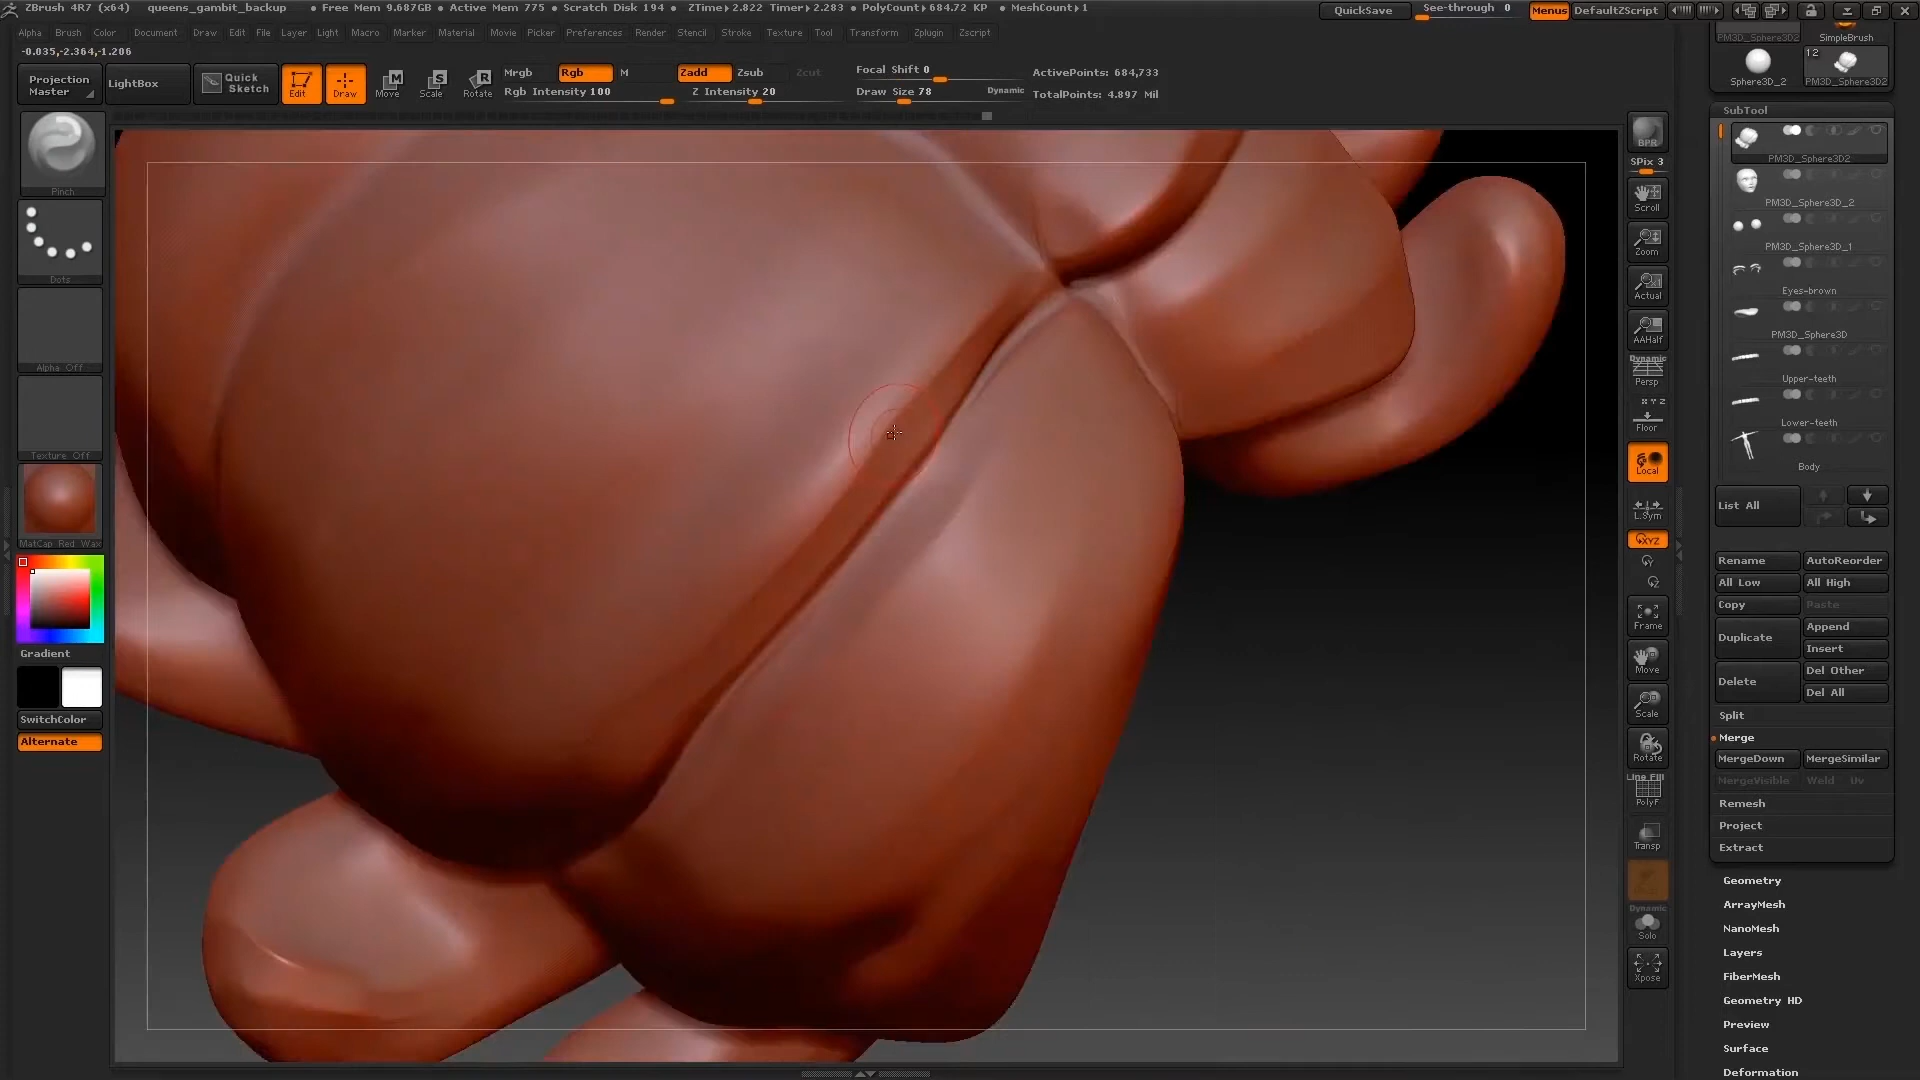 ZBrush 4R7 (x64) queens_gambit_backup • Free Mem 9.687GB • Active Mem 775 • Scratch Disk 194 • ZTime▸2.822 Timer▸2.283 • PolyCount▸684.72 KP • MeshCount▸1 QuickSave See-through 0 Menus DefaultZScript
Alpha Brush Color Document Draw Edit File Layer Light Macro Marker Material Movie Picker Preferences Render Stencil Stroke Texture Tool Transform Zplugin Zscript
-0.035,-2.364,-1.206
Projection Master
LightBox
Quick Sketch
Edit
Draw
Move
Scale
Rotate
Mrgb Rgb M
Rgb Intensity 100
Zadd Zsub Zcut
Z Intensity 20
Focal Shift 0
Draw Size 78 Dynamic
ActivePoints: 684,733
TotalPoints: 4.897 Mil
Pinch
Dots
Alpha Off
Texture Off
MatCap Red Wax
Gradient
SwitchColor
Alternate
BPR
SPix 3
Scroll
Zoom
Actual
AAHalf
Dynamic
Persp
X Y Z
Floor
Local
L.Sym
XYZ
Y
Z
Frame
Move
Scale
Rotate
Line Fill
PolyF
Transp
Dynamic
Solo
Xpose
PM3D_Sphere3D2 SimpleBrush
12
Sphere3D_2 PM3D_Sphere3D2
SubTool
PM3D_Sphere3D2
PM3D_Sphere3D_2
PM3D_Sphere3D_1
Eyes-brown
PM3D_Sphere3D
Upper-teeth
Lower-teeth
Body
List All
Rename AutoReorder
All Low All High
Copy Paste
Duplicate Append
Insert
Delete Del Other
Del All
Split
Merge
MergeDown MergeSimilar
MergeVisible Weld Uv
Remesh
Project
Extract
Geometry
ArrayMesh
NanoMesh
Layers
FiberMesh
Geometry HD
Preview
Surface
Deformation